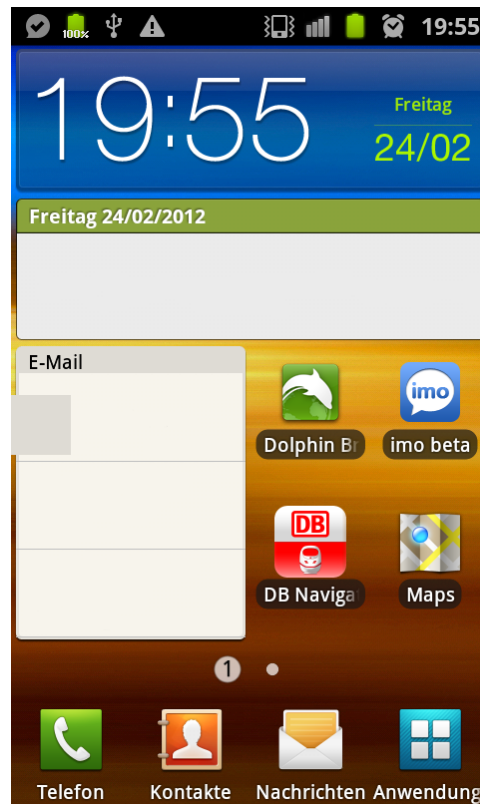 100% 19:55
19:55
Freitag
24/02
Freitag 24/02/2012
E-Mail
imo
Dolphin Br imo beta
DB
DB Naviga Maps
1
Telefon Kontakte Nachrichten Anwendung